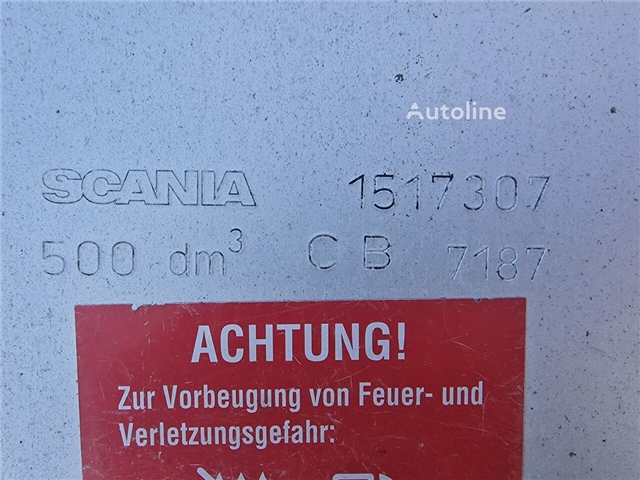 Autoline
SCANIA 1517307
500 dm³ C B 7187
ACHTUNG!
Zur Vorbeugung von Feuer- und
Verletzungsgefahr: